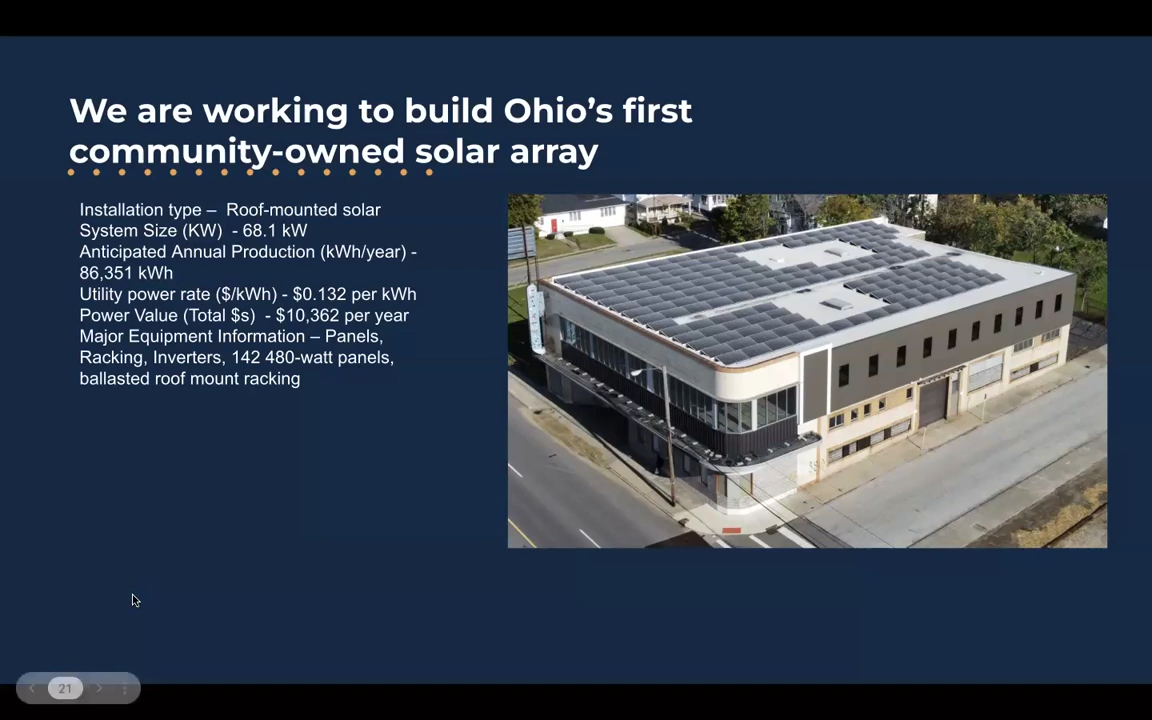 We are working to build Ohio’s first
community-owned solar array
Installation type – Roof-mounted solar
System Size (KW) - 68.1 kW
Anticipated Annual Production (kWh/year) -
86,351 kWh
Utility power rate ($/kWh) - $0.132 per kWh
Power Value (Total $s) - $10,362 per year
Major Equipment Information – Panels,
Racking, Inverters, 142 480-watt panels,
ballasted roof mount racking
21